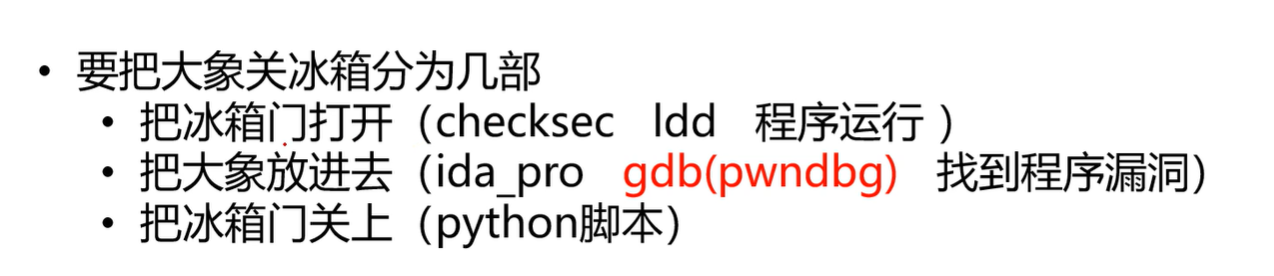 • 要把大象关冰箱分为几部
• 把冰箱门打开（checksec ldd 程序运行 ）
• 把大象放进去（ida_pro gdb(pwndbg) 找到程序漏洞）
• 把冰箱门关上（python脚本）